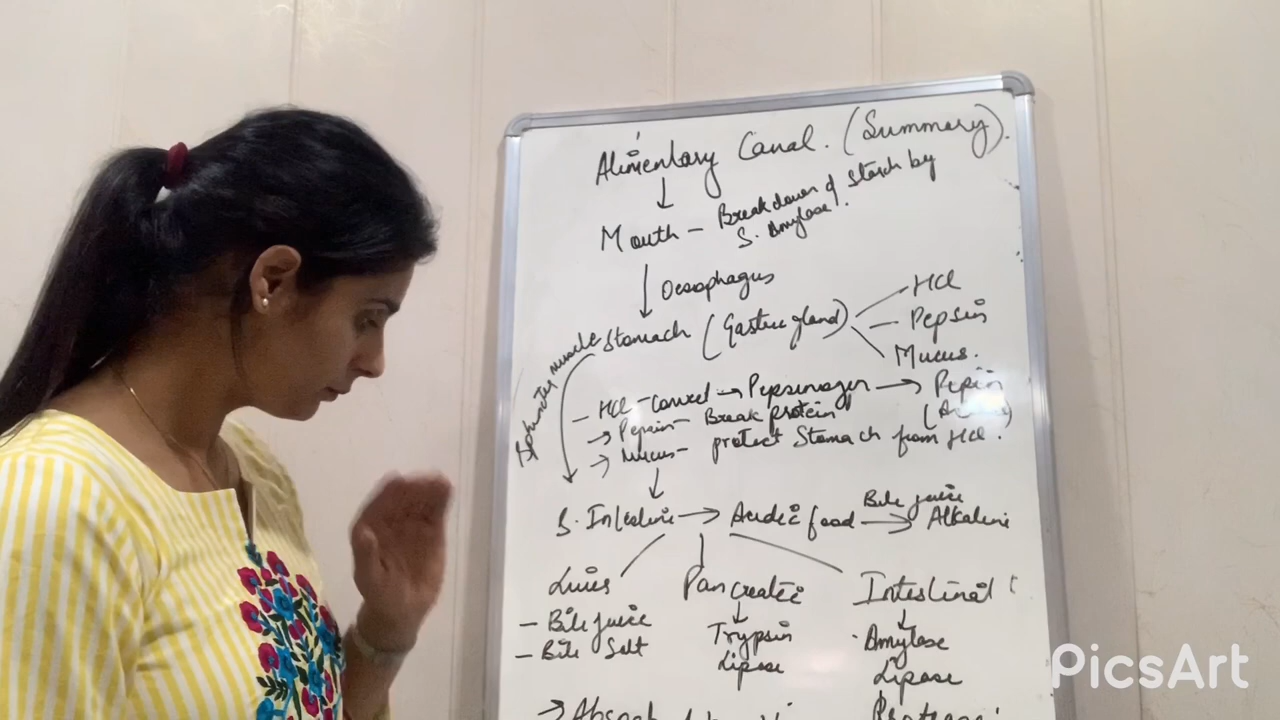 Alimentary Canal. (Summary).
↓
Mouth - Breakdown of Starch by
S. Amylase.
↓ Oesophagus
Sphincter muscle
Stomach (Gastric gland)
HCl
Pepsin
Mucus.
- HCl - convert → Pepsinogen → Pepsin
→ Pepsin - Break protein
→ Mucus - protect Stomach from HCl.
↓
S. Intestine → Acidic food → Alkaline
Bile juice
Liver
- Bile juice
- Bile Salt
Pancreatic
↓
Trypsin
Lipase
Intestinal
↓
Amylase
Lipase
→
PicsArt